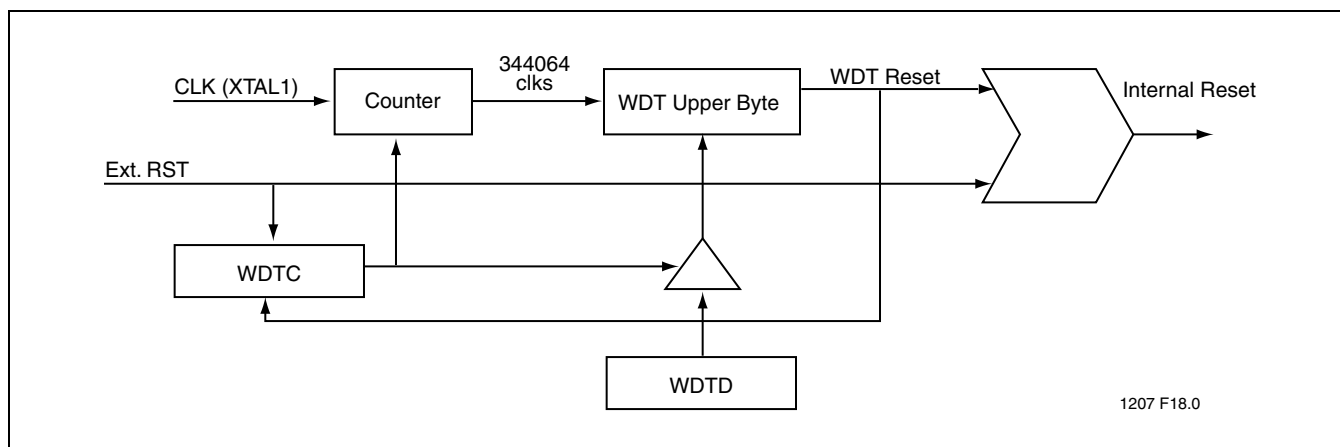 CLK (XTAL1)
Counter
344064
clks
WDT Upper Byte
WDT Reset
Internal Reset
Ext. RST
WDTC
WDTD
1207 F18.0